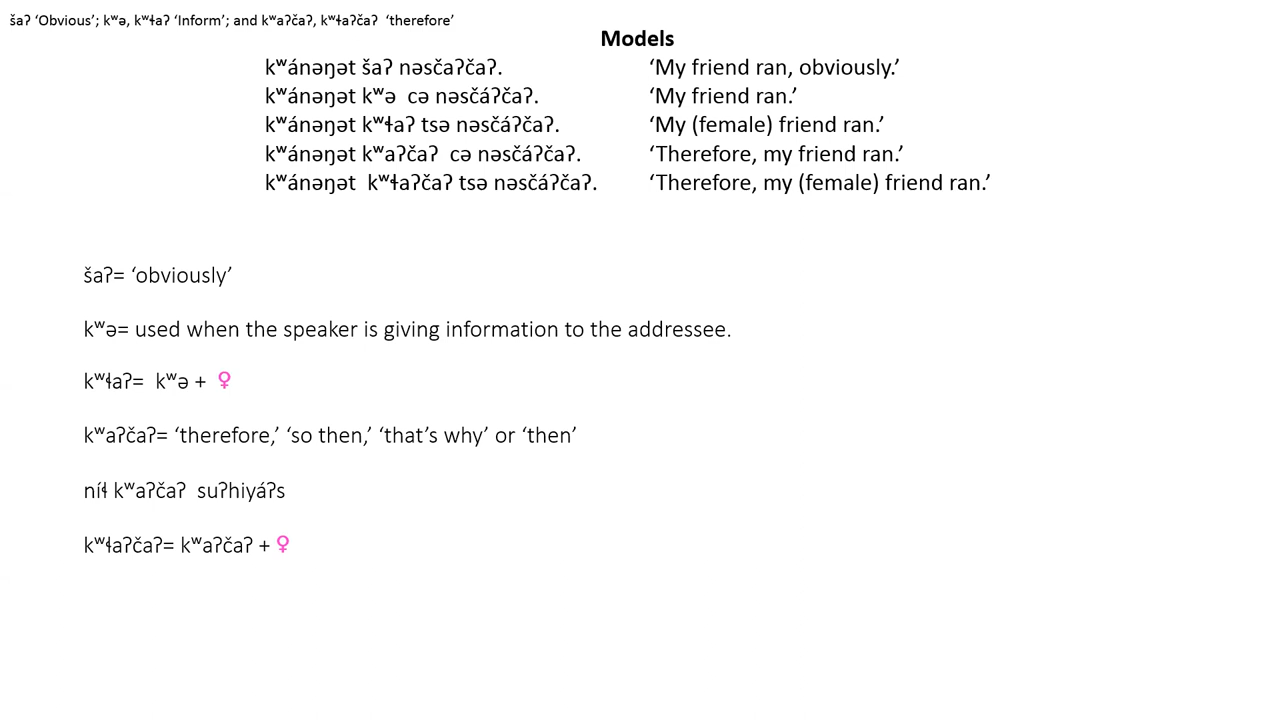 šaʔ ‘Obvious’; kʷə, kʷɬaʔ ‘Inform’; and kʷaʔčaʔ, kʷɬaʔčaʔ ‘therefore’
Models
kʷánəŋət šaʔ nəsčaʔčaʔ. ‘My friend ran, obviously.’
kʷánəŋət kʷə cə nəsčáʔčaʔ. ‘My friend ran.’
kʷánəŋət kʷɬaʔ tsə nəsčáʔčaʔ. ‘My (female) friend ran.’
kʷánəŋət kʷaʔčaʔ cə nəsčáʔčaʔ. ‘Therefore, my friend ran.’
kʷánəŋət kʷɬaʔčaʔ tsə nəsčáʔčaʔ. ‘Therefore, my (female) friend ran.’
šaʔ= ‘obviously’
kʷə= used when the speaker is giving information to the addressee.
kʷɬaʔ= kʷə + ♀
kʷaʔčaʔ= ‘therefore,’ ‘so then,’ ‘that’s why’ or ‘then’
níɬ kʷaʔčaʔ suʔhiyáʔs
kʷɬaʔčaʔ= kʷaʔčaʔ + ♀